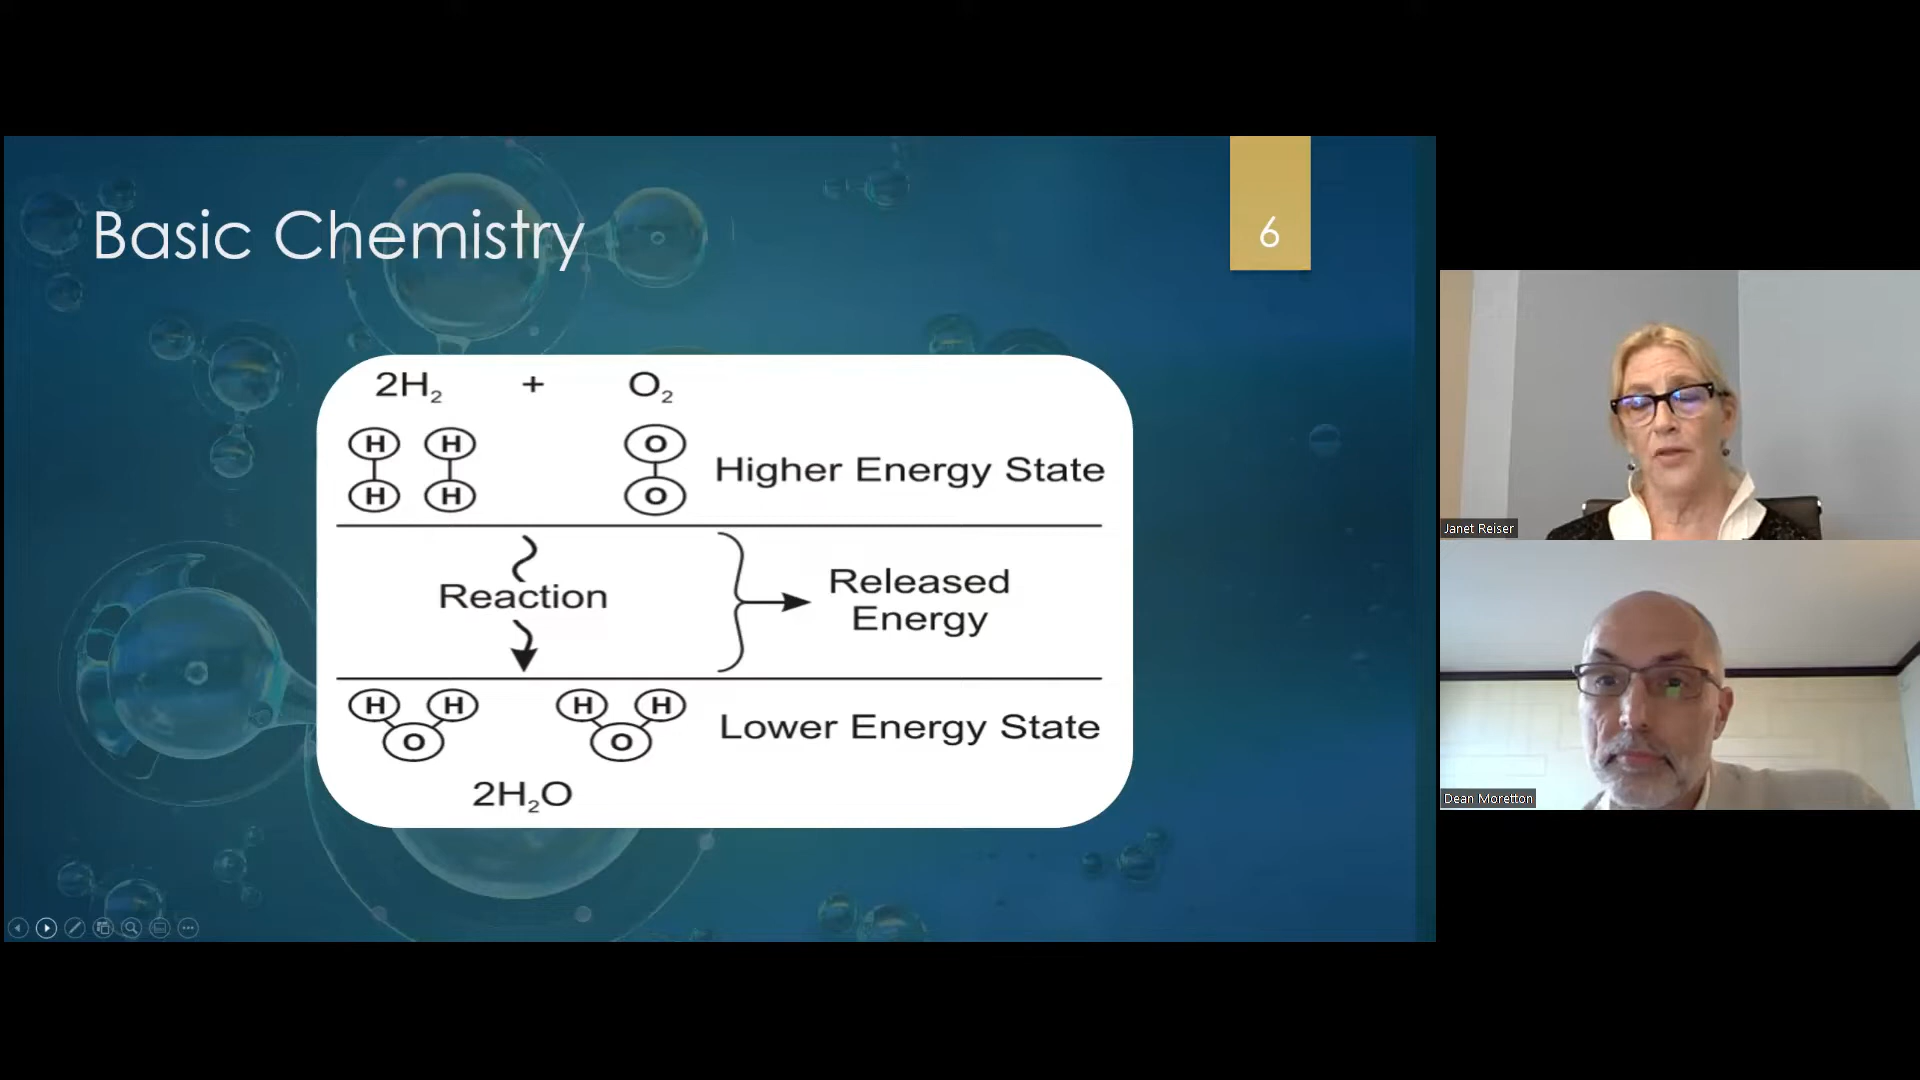 Basic Chemistry
6
2H₂ + O₂
H H O
Higher Energy State
H H O
Reaction
Released
Energy
H H H H
Lower Energy State
O O
2H₂O
Janet Reiser
Dean Moretton